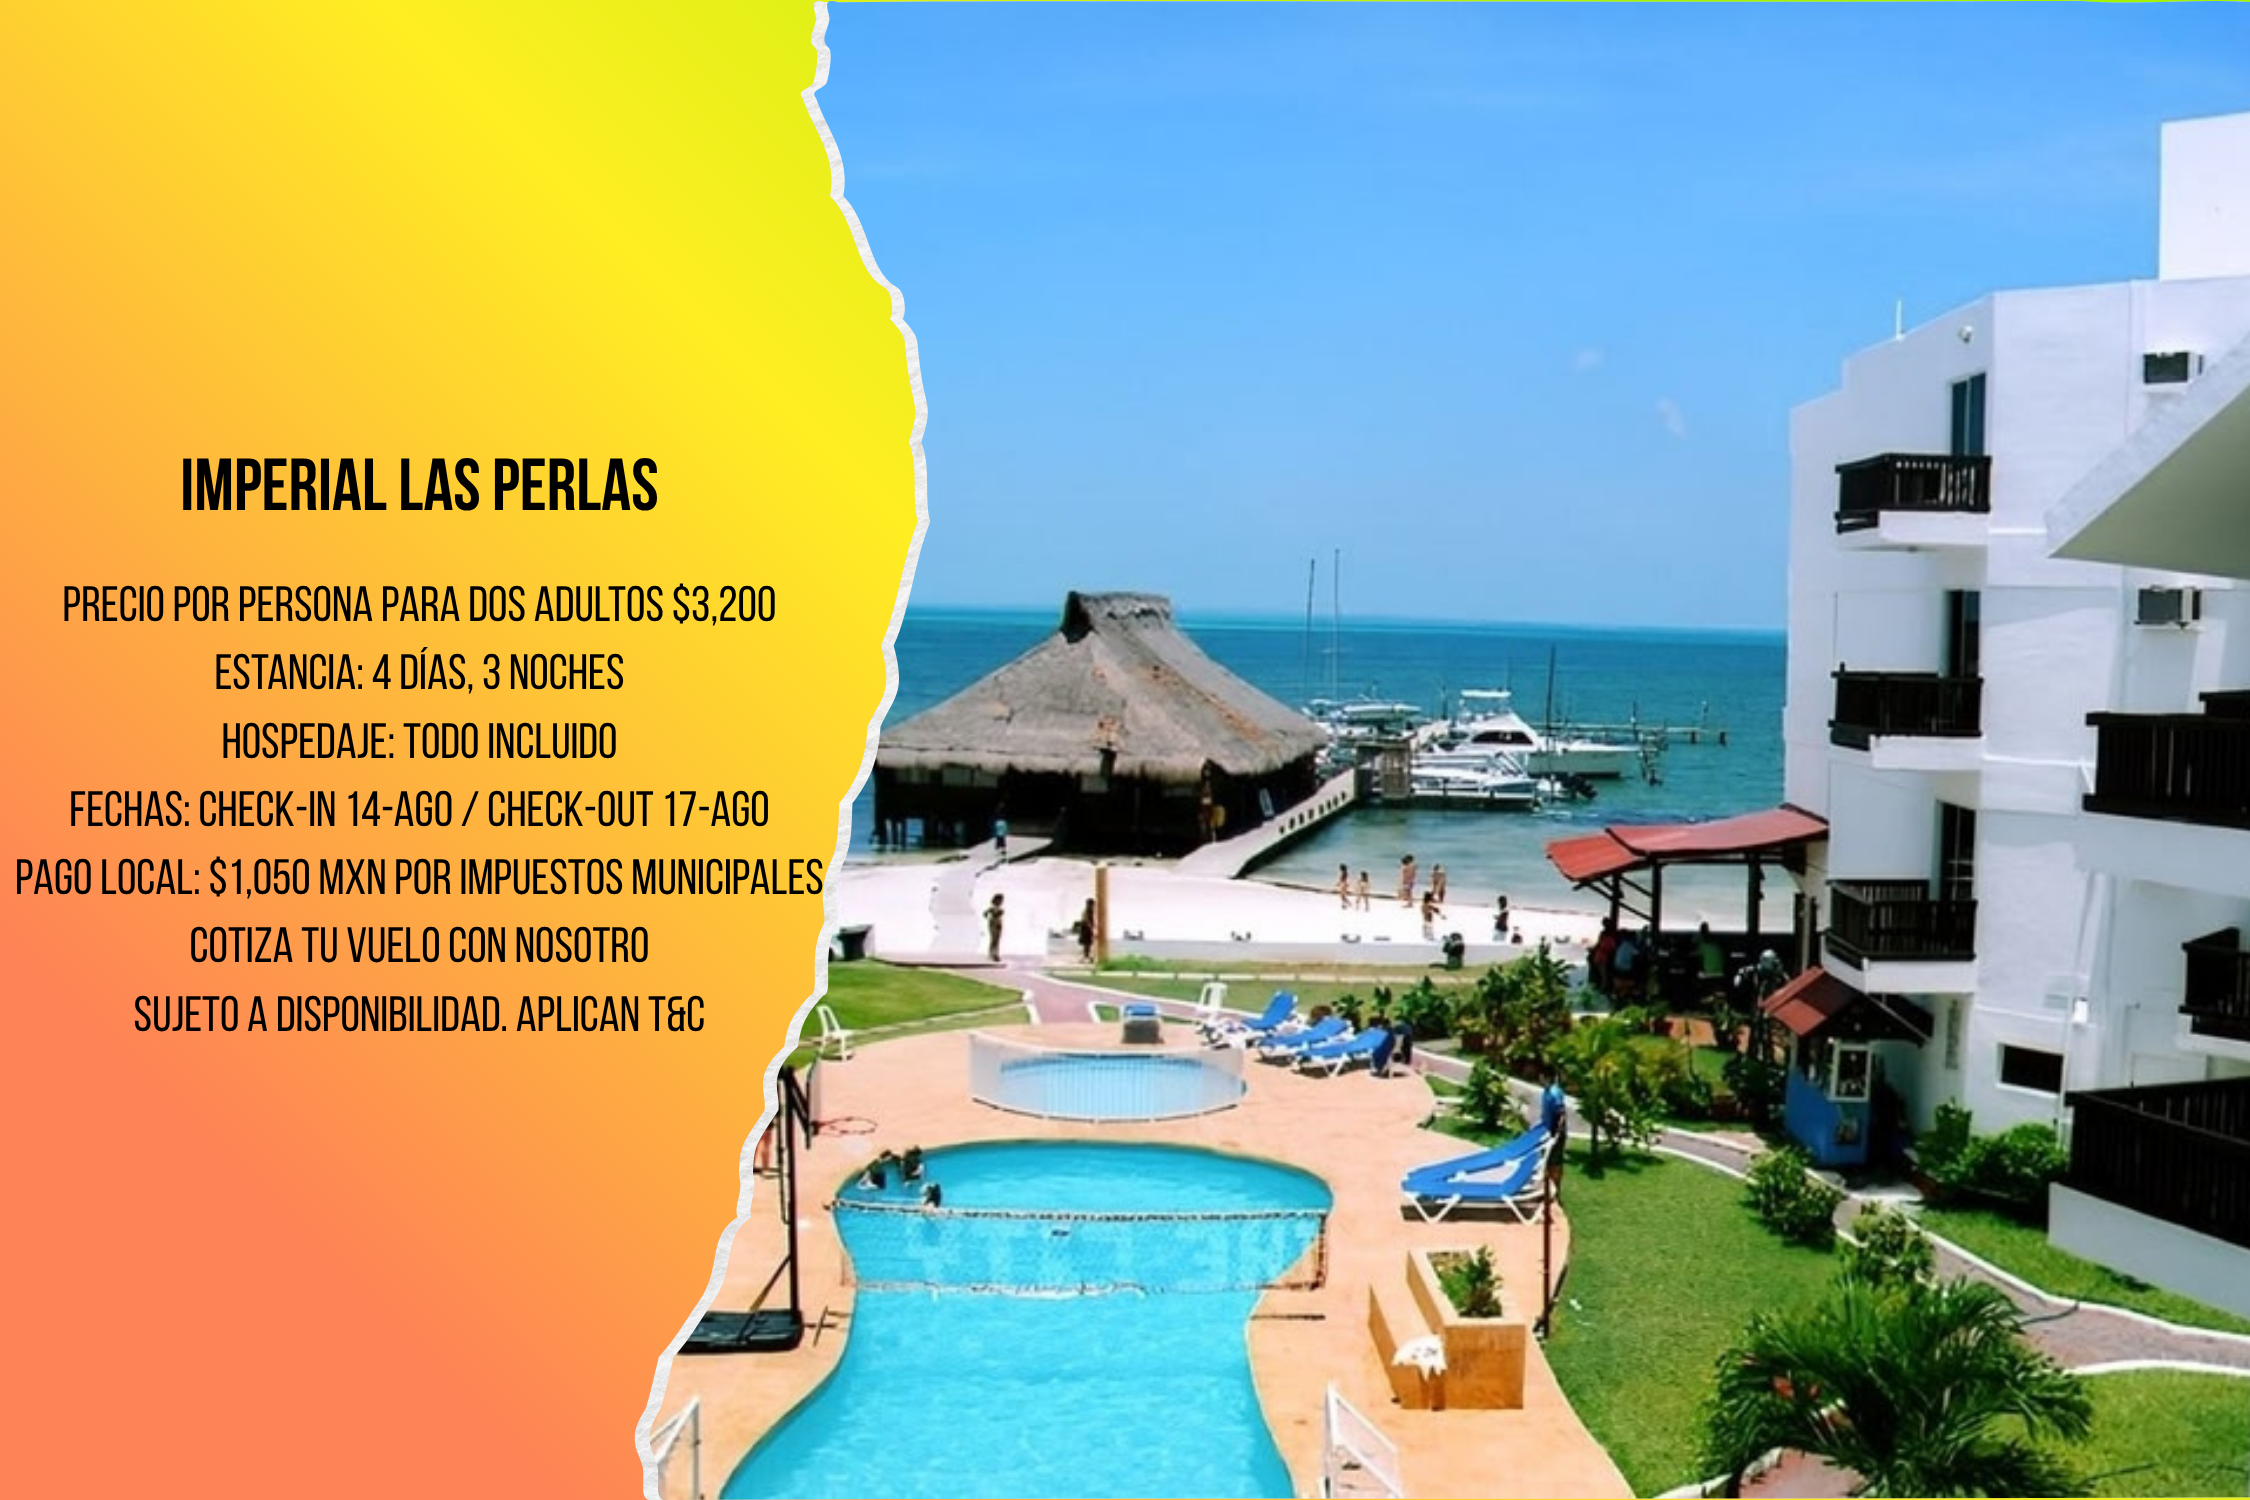 IMPERIAL LAS PERLAS
PRECIO POR PERSONA PARA DOS ADULTOS $3,200
ESTANCIA: 4 DÍAS, 3 NOCHES
HOSPEDAJE: TODO INCLUIDO
FECHAS: CHECK-IN 14-AGO / CHECK-OUT 17-AGO
PAGO LOCAL: $1,050 MXN POR IMPUESTOS MUNICIPALES
COTIZA TU VUELO CON NOSOTRO
SUJETO A DISPONIBILIDAD. APLICAN T&C